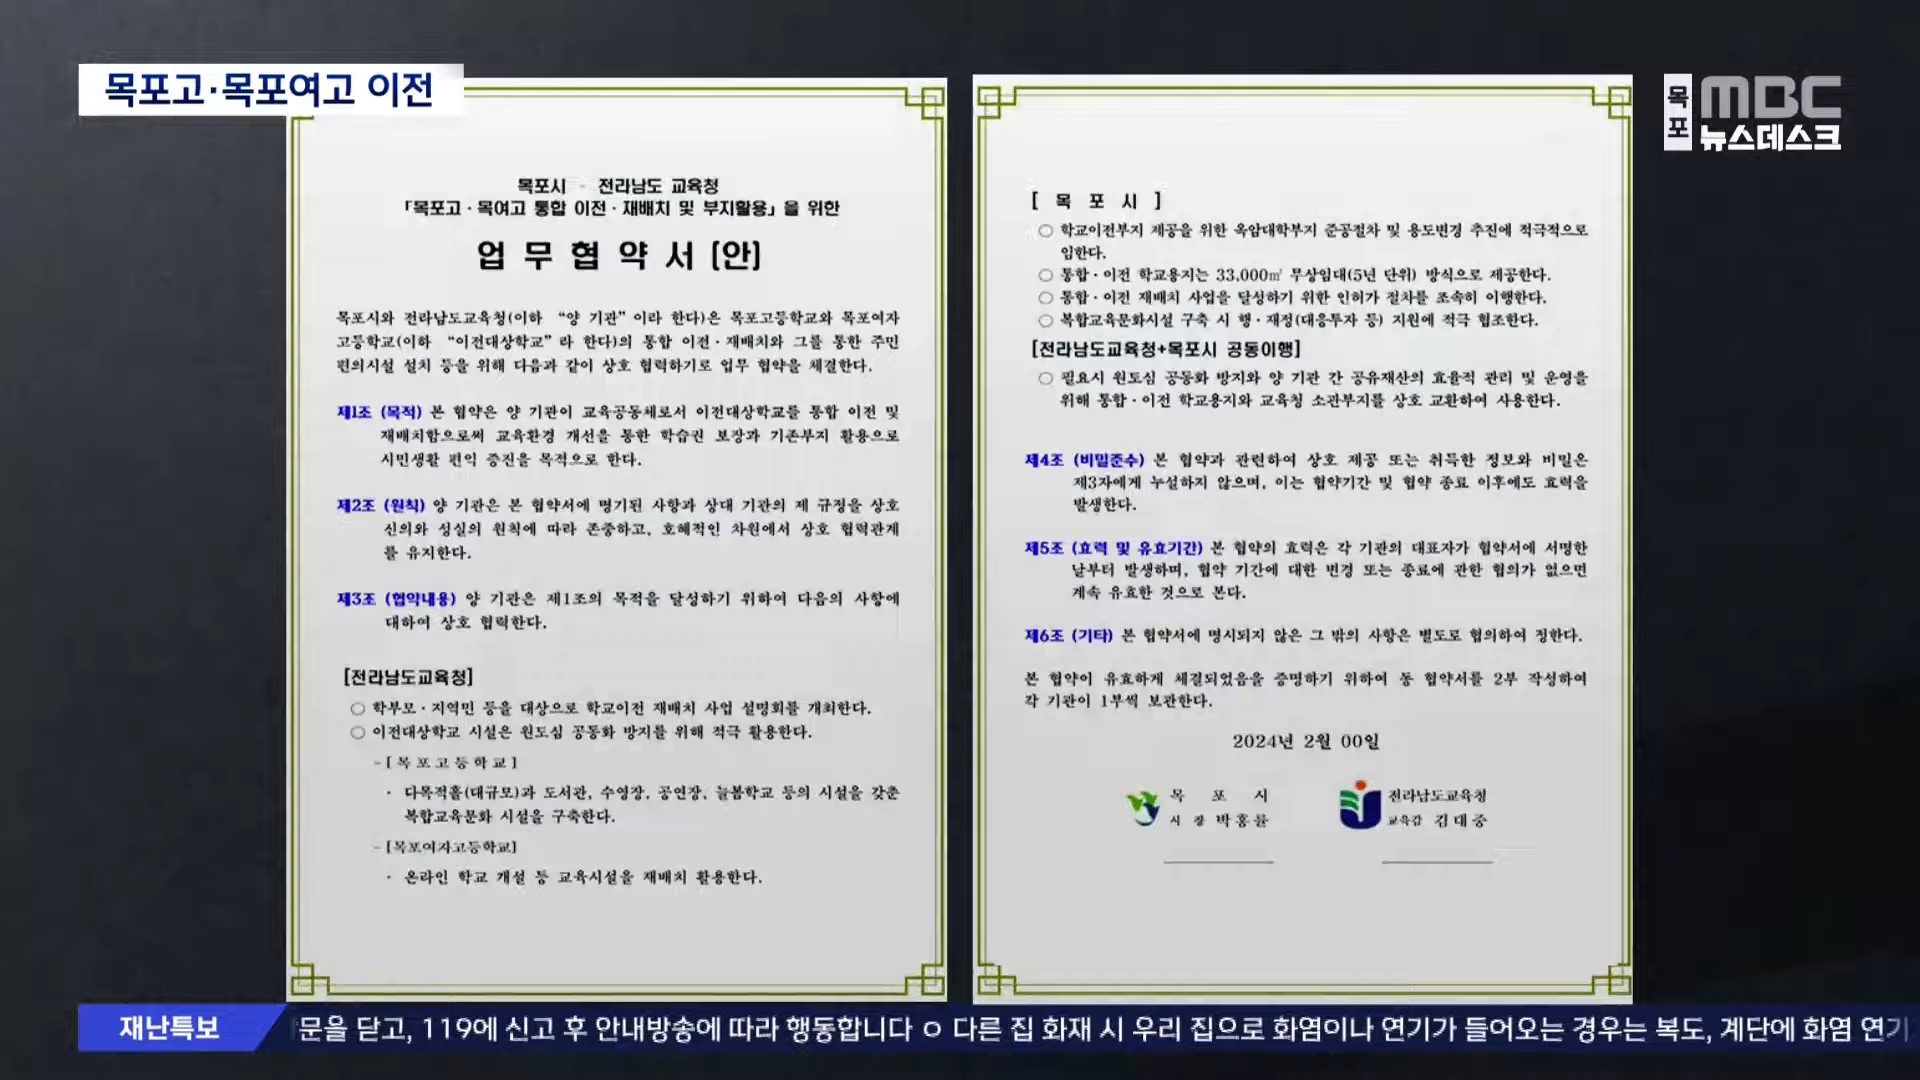 목포고·목포여고 이전
목포
MBC
뉴스데스크
목포시 - 전라남도 교육청
「목포고·목여고 통합 이전·재배치 및 부지활용」을 위한
업 무 협 약 서 (안)
목포시와 전라남도교육청(이하 “양 기관”이라 한다)은 목포고등학교와 목포여자
고등학교(이하 “이전대상학교”라 한다)의 통합 이전·재배치와 그를 통한 주민
편의시설 설치 등을 위해 다음과 같이 상호 협력하기로 업무 협약을 체결한다.
제1조 (목적) 본 협약은 양 기관이 교육공동체로서 이전대상학교를 통합 이전 및
재배치함으로써 교육환경 개선을 통한 학습권 보장과 기존부지 활용으로
시민생활 편익 증진을 목적으로 한다.
제2조 (원칙) 양 기관은 본 협약서에 명기된 사항과 상대 기관의 제 규정을 상호
신의와 성실의 원칙에 따라 존중하고, 호혜적인 차원에서 상호 협력관계
를 유지한다.
제3조 (협약내용) 양 기관은 제1조의 목적을 달성하기 위하여 다음의 사항에
대하여 상호 협력한다.
[전라남도교육청]
○ 학부모·지역민 등을 대상으로 학교이전 재배치 사업 설명회를 개최한다.
○ 이전대상학교 시설은 원도심 공동화 방지를 위해 적극 활용한다.
- [ 목 포 고 등 학 교 ]
· 다목적홀(대규모)과 도서관, 수영장, 공연장, 늘봄학교 등의 시설을 갖춘
복합교육문화 시설을 구축한다.
- [목포여자고등학교]
· 온라인 학교 개설 등 교육시설을 재배치 활용한다.
[ 목 포 시 ]
○ 학교이전부지 제공을 위한 옥암대학부지 준공절차 및 용도변경 추진에 적극적으로
임한다.
○ 통합·이전 학교용지는 33,000㎡ 무상임대(5년 단위) 방식으로 제공한다.
○ 통합·이전 재배치 사업을 달성하기 위한 인허가 절차를 조속히 이행한다.
○ 복합교육문화시설 구축 시 행·재정(대응투자 등) 지원에 적극 협조한다.
[전라남도교육청+목포시 공동이행]
○ 필요시 원도심 공동화 방지와 양 기관 간 공유재산의 효율적 관리 및 운영을
위해 통합·이전 학교용지와 교육청 소관부지를 상호 교환하여 사용한다.
제4조 (비밀준수) 본 협약과 관련하여 상호 제공 또는 취득한 정보와 비밀은
제3자에게 누설하지 않으며, 이는 협약기간 및 협약 종료 이후에도 효력을
발생한다.
제5조 (효력 및 유효기간) 본 협약의 효력은 각 기관의 대표자가 협약서에 서명한
날부터 발생하며, 협약 기간에 대한 변경 또는 종료에 관한 협의가 없으면
계속 유효한 것으로 본다.
제6조 (기타) 본 협약서에 명시되지 않은 그 밖의 사항은 별도로 협의하여 정한다.
본 협약이 유효하게 체결되었음을 증명하기 위하여 동 협약서를 2부 작성하여
각 기관이 1부씩 보관한다.
2024년 2월 00일
목 포 시
시 장 박홍률
전라남도교육청
교육감 김대중
재난특보
문을 닫고, 119에 신고 후 안내방송에 따라 행동합니다 ㅇ 다른 집 화재 시 우리 집으로 화염이나 연기가 들어오는 경우는 복도, 계단에 화염 연기